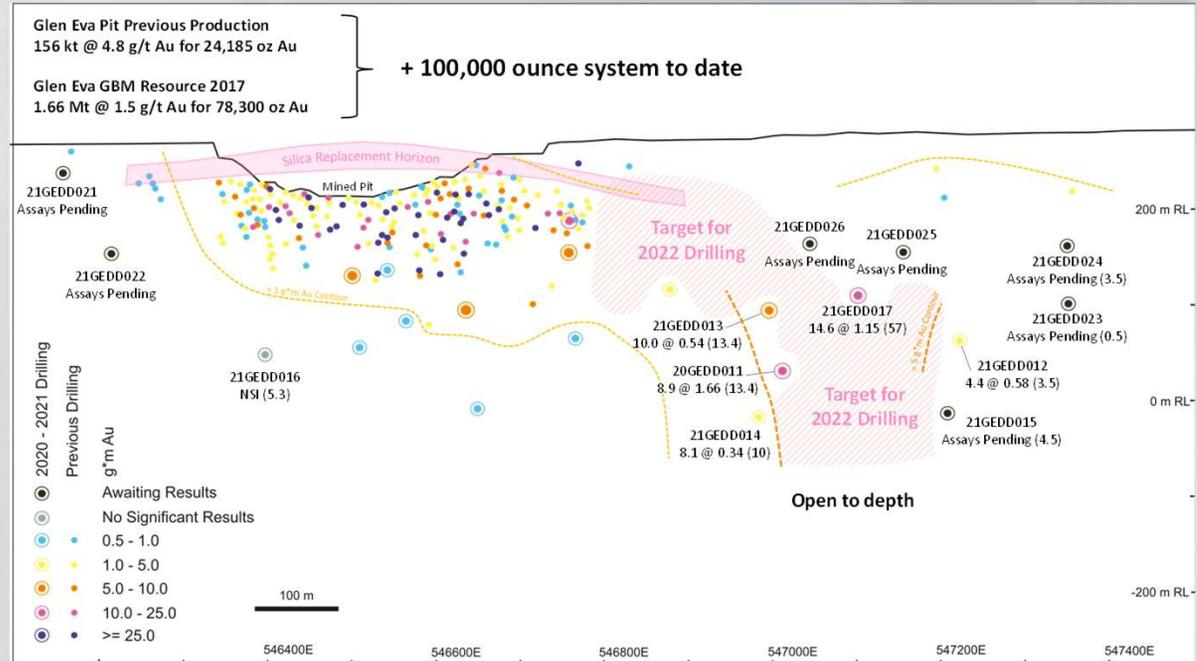 Glen Eva Pit Previous Production
156 kt @ 4.8 g/t Au for 24,185 oz Au
Glen Eva GBM Resource 2017
1.66 Mt @ 1.5 g/t Au for 78,300 oz Au
+ 100,000 ounce system to date
Silica Replacement Horizon
Mined Pit
21GEDD021
Assays Pending
21GEDD022
Assays Pending
200 m RL
Target for
2022 Drilling
21GEDD026
Assays Pending
21GEDD025
Assays Pending
21GEDD024
Assays Pending (3.5)
21GEDD023
Assays Pending (0.5)
> 1 g*m Au Contour
21GEDD017
14.6 @ 1.15 (57)
21GEDD013
10.0 @ 0.54 (13.4)
> 5 g*m Au Contour
21GEDD012
4.4 @ 0.58 (3.5)
21GEDD016
NSI (5.3)
20GEDD011
8.9 @ 1.66 (13.4)
Target for
2022 Drilling
0 m RL
21GEDD014
8.1 @ 0.34 (10)
21GEDD015
Assays Pending (4.5)
Open to depth
2020 - 2021 Drilling
Previous Drilling
g*m Au
Awaiting Results
No Significant Results
0.5 - 1.0
1.0 - 5.0
5.0 - 10.0
10.0 - 25.0
>= 25.0
100 m
-200 m RL
546400E
546600E
546800E
547000E
547200E
547400E